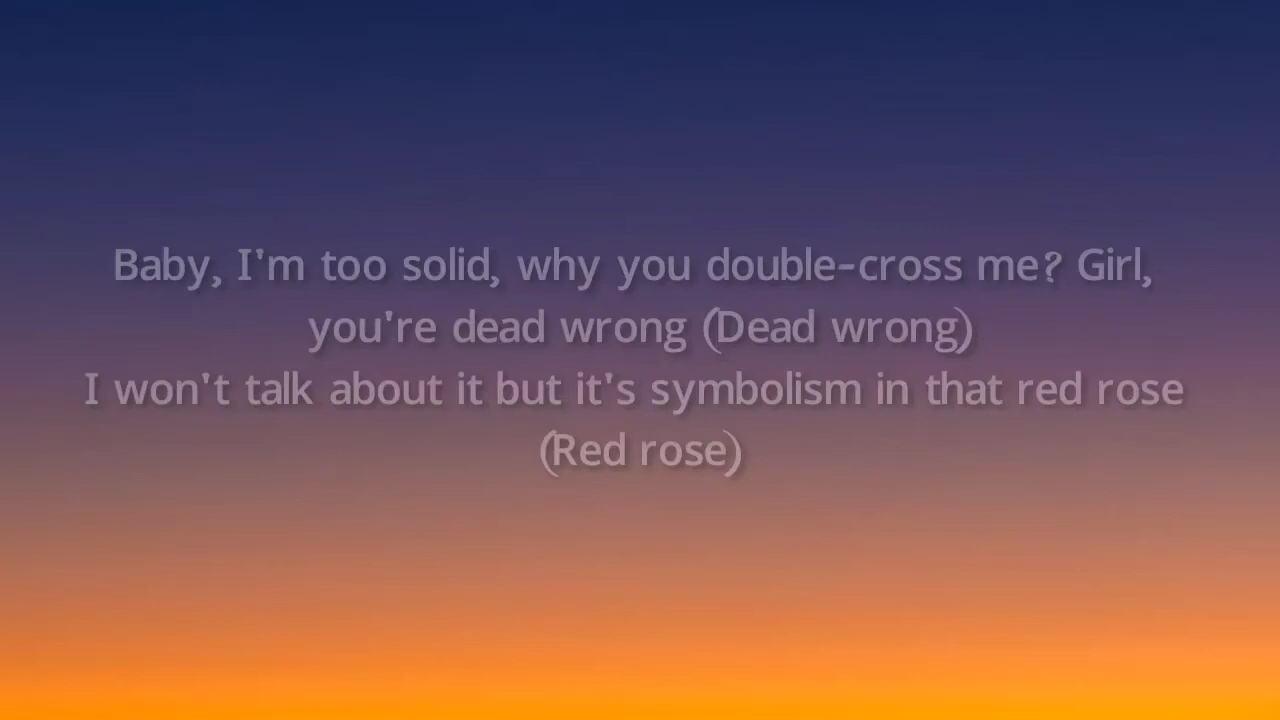 Baby, I'm too solid, why you double-cross me? Girl,
you're dead wrong (Dead wrong)
I won't talk about it but it's symbolism in that red rose
(Red rose)